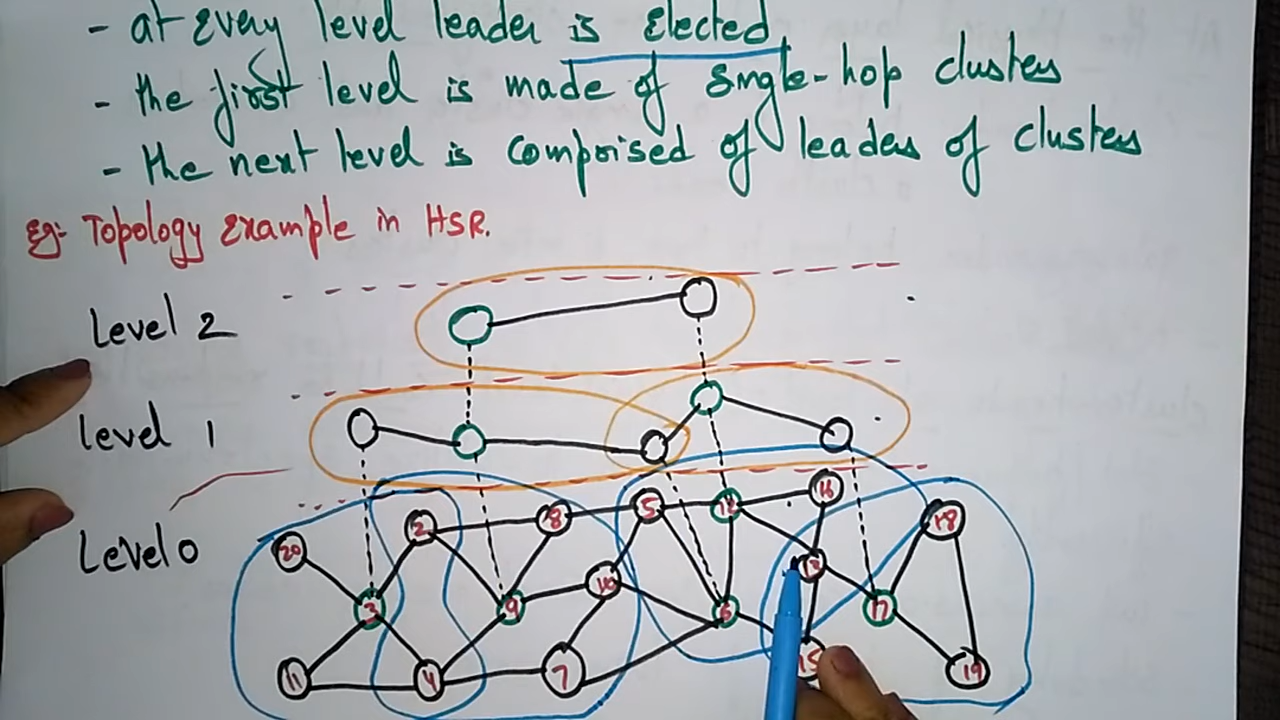 - at every level leader is elected
- the first level is made of single-hop clusters
- the next level is comprised of leaders of clusters
Eg- Topology Example in HSR.
Level 2
level 1
Level 0
20 2 8 5 12 16 18
3 9 10 6 13 17
11 4 7 15 19